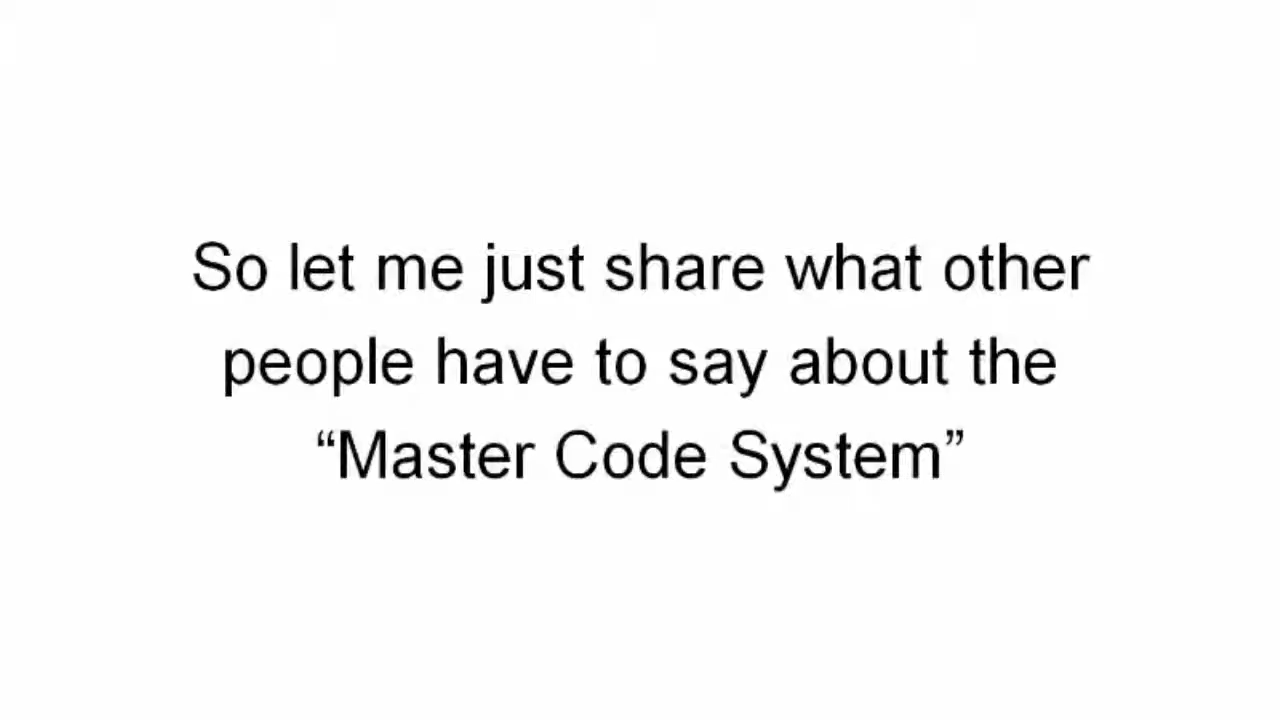 So let me just share what other
people have to say about the
“Master Code System”